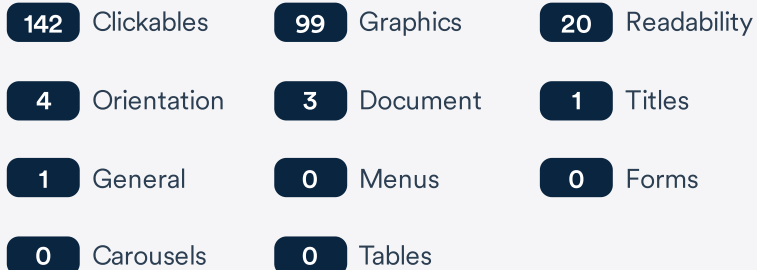 142 Clickables 99 Graphics 20 Readability
4 Orientation 3 Document 1 Titles
1 General 0 Menus 0 Forms
0 Carousels 0 Tables